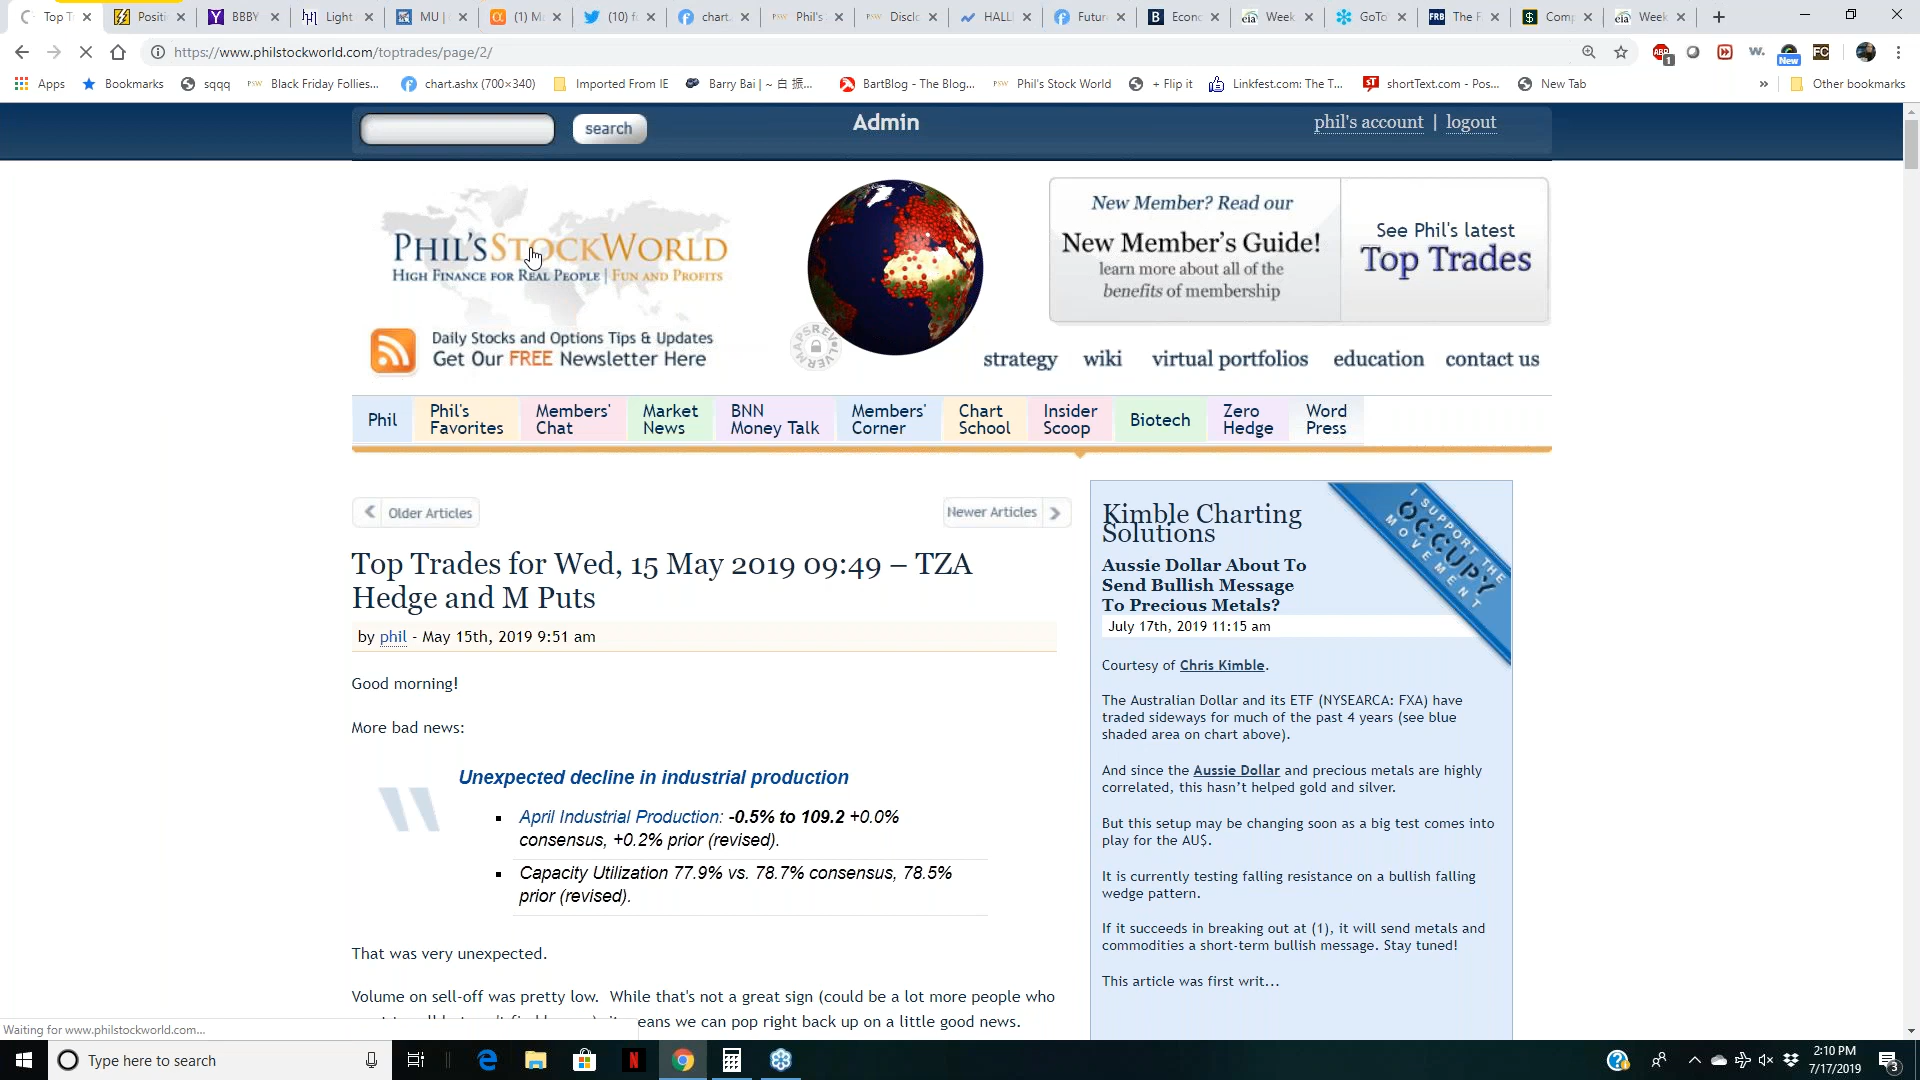 Top T
Positi
BBBY
Light
MU |
(1) M
(10) f
chart.
Phil's
Disclo
HALL
Futur
Econ
Week
GoTo
The F
Comp
Week
https://www.philstockworld.com/toptrades/page/2/
Apps
Bookmarks
sqqq
Black Friday Follies...
chart.ashx (700×340)
Imported From IE
Barry Bai | ~ 白 振...
BartBlog - The Blog...
Phil's Stock World
+ Flip it
Linkfest.com: The T...
shortText.com - Pos...
New Tab
»
Other bookmarks
search
Admin
phil's account | logout
PHIL'SSTOCKWORLD
HIGH FINANCE FOR REAL PEOPLE | FUN AND PROFITS
Daily Stocks and Options Tips & Updates
Get Our FREE Newsletter Here
New Member? Read our
New Member's Guide!
learn more about all of the
benefits of membership
See Phil's latest
Top Trades
strategy
wiki
virtual portfolios
education
contact us
Phil
Phil's
Favorites
Members'
Chat
Market
News
BNN
Money Talk
Members'
Corner
Chart
School
Insider
Scoop
Biotech
Zero
Hedge
Word
Press
Older Articles
Newer Articles
Top Trades for Wed, 15 May 2019 09:49 – TZA
Hedge and M Puts
by phil - May 15th, 2019 9:51 am
Good morning!
More bad news:
Unexpected decline in industrial production
April Industrial Production: -0.5% to 109.2 +0.0%
consensus, +0.2% prior (revised).
Capacity Utilization 77.9% vs. 78.7% consensus, 78.5%
prior (revised).
That was very unexpected.
Volume on sell-off was pretty low. While that's not a great sign (could be a lot more people who
eans we can pop right back up on a little good news.
Kimble Charting
Solutions
I SUPPORT THE
OCCUPY
MOVEMENT
Aussie Dollar About To
Send Bullish Message
To Precious Metals?
July 17th, 2019 11:15 am
Courtesy of Chris Kimble.
The Australian Dollar and its ETF (NYSEARCA: FXA) have
traded sideways for much of the past 4 years (see blue
shaded area on chart above).
And since the Aussie Dollar and precious metals are highly
correlated, this hasn't helped gold and silver.
But this setup may be changing soon as a big test comes into
play for the AU$.
It is currently testing falling resistance on a bullish falling
wedge pattern.
If it succeeds in breaking out at (1), it will send metals and
commodities a short-term bullish message. Stay tuned!
This article was first writ...
Waiting for www.philstockworld.com...
Type here to search
2:10 PM
7/17/2019
3